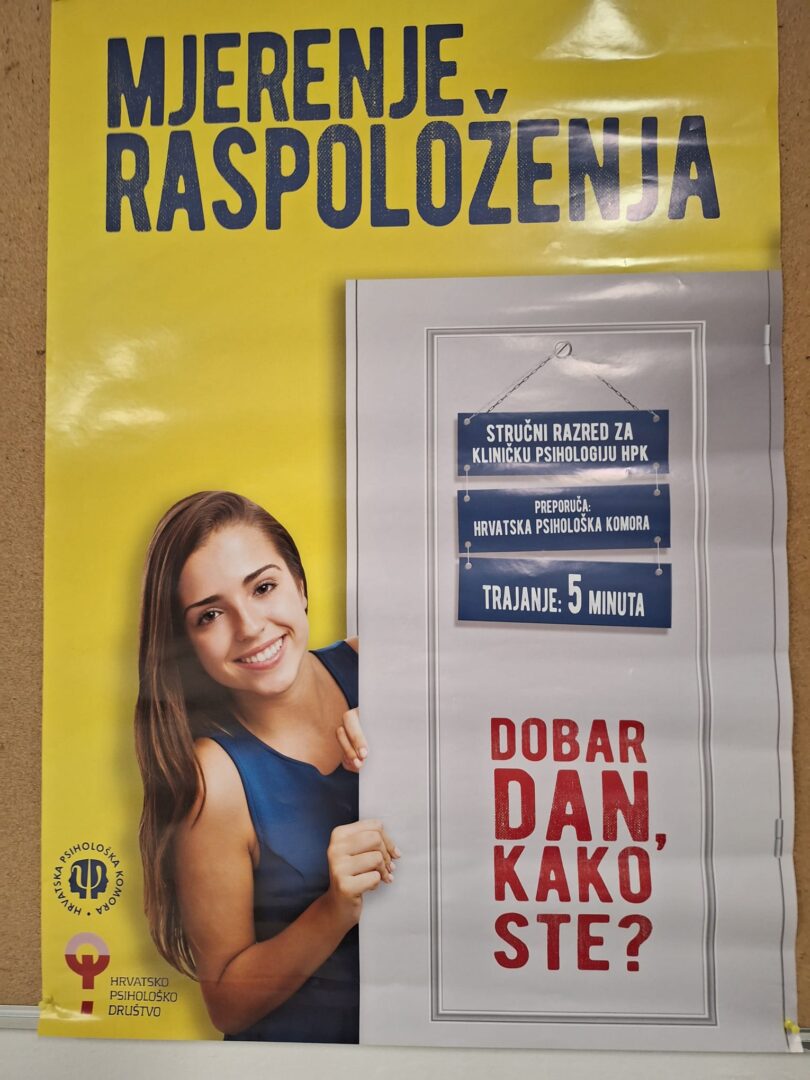 MJERENJE
RASPOLOŽENJA
STRUČNI RAZRED ZA
KLINIČKU PSIHOLOGIJU HPK
PREPORUČA:
HRVATSKA PSIHOLOŠKA KOMORA
TRAJANJE: 5 MINUTA
DOBAR
DAN,
KAKO
STE?
HRVATSKA PSIHOLOŠKA KOMORA
HRVATSKO
PSIHOLOŠKO
DRUŠTVO